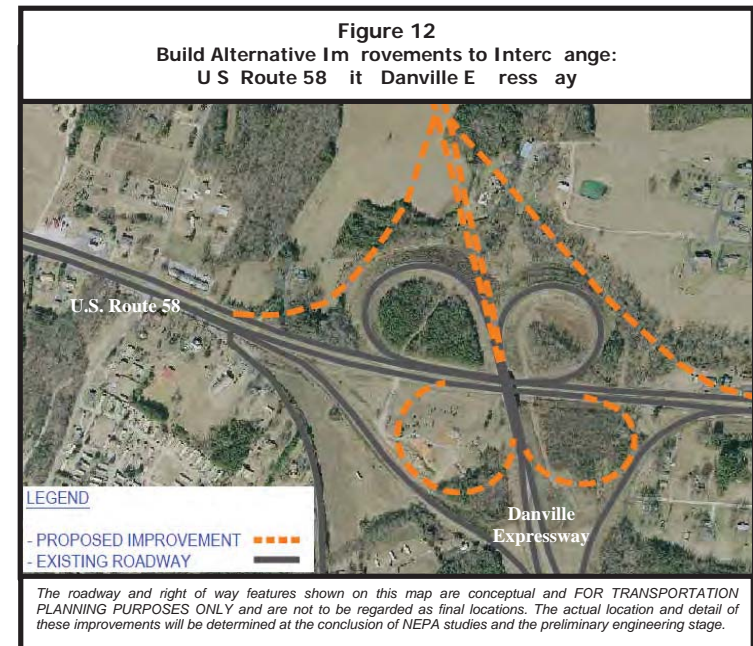 Figure 12
Build Alternative Im rovements to Interc ange:
U S Route 58 it Danville E ress ay
U.S. Route 58
Danville
Expressway
LEGEND
- PROPOSED IMPROVEMENT
- EXISTING ROADWAY
The roadway and right of way features shown on this map are conceptual and FOR TRANSPORTATION
PLANNING PURPOSES ONLY and are not to be regarded as final locations. The actual location and detail of
these improvements will be determined at the conclusion of NEPA studies and the preliminary engineering stage.